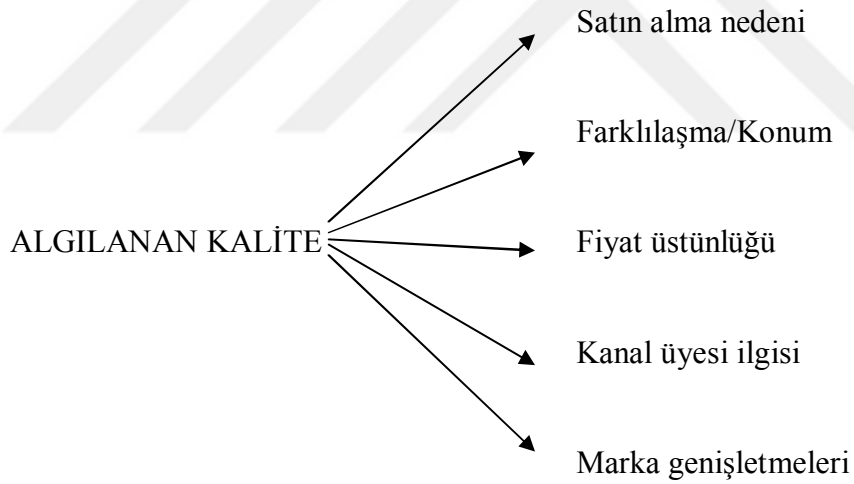 Satın alma nedeni
Farklılaşma/Konum
ALGILANAN KALİTE
Fiyat üstünlüğü
Kanal üyesi ilgisi
Marka genişletmeleri